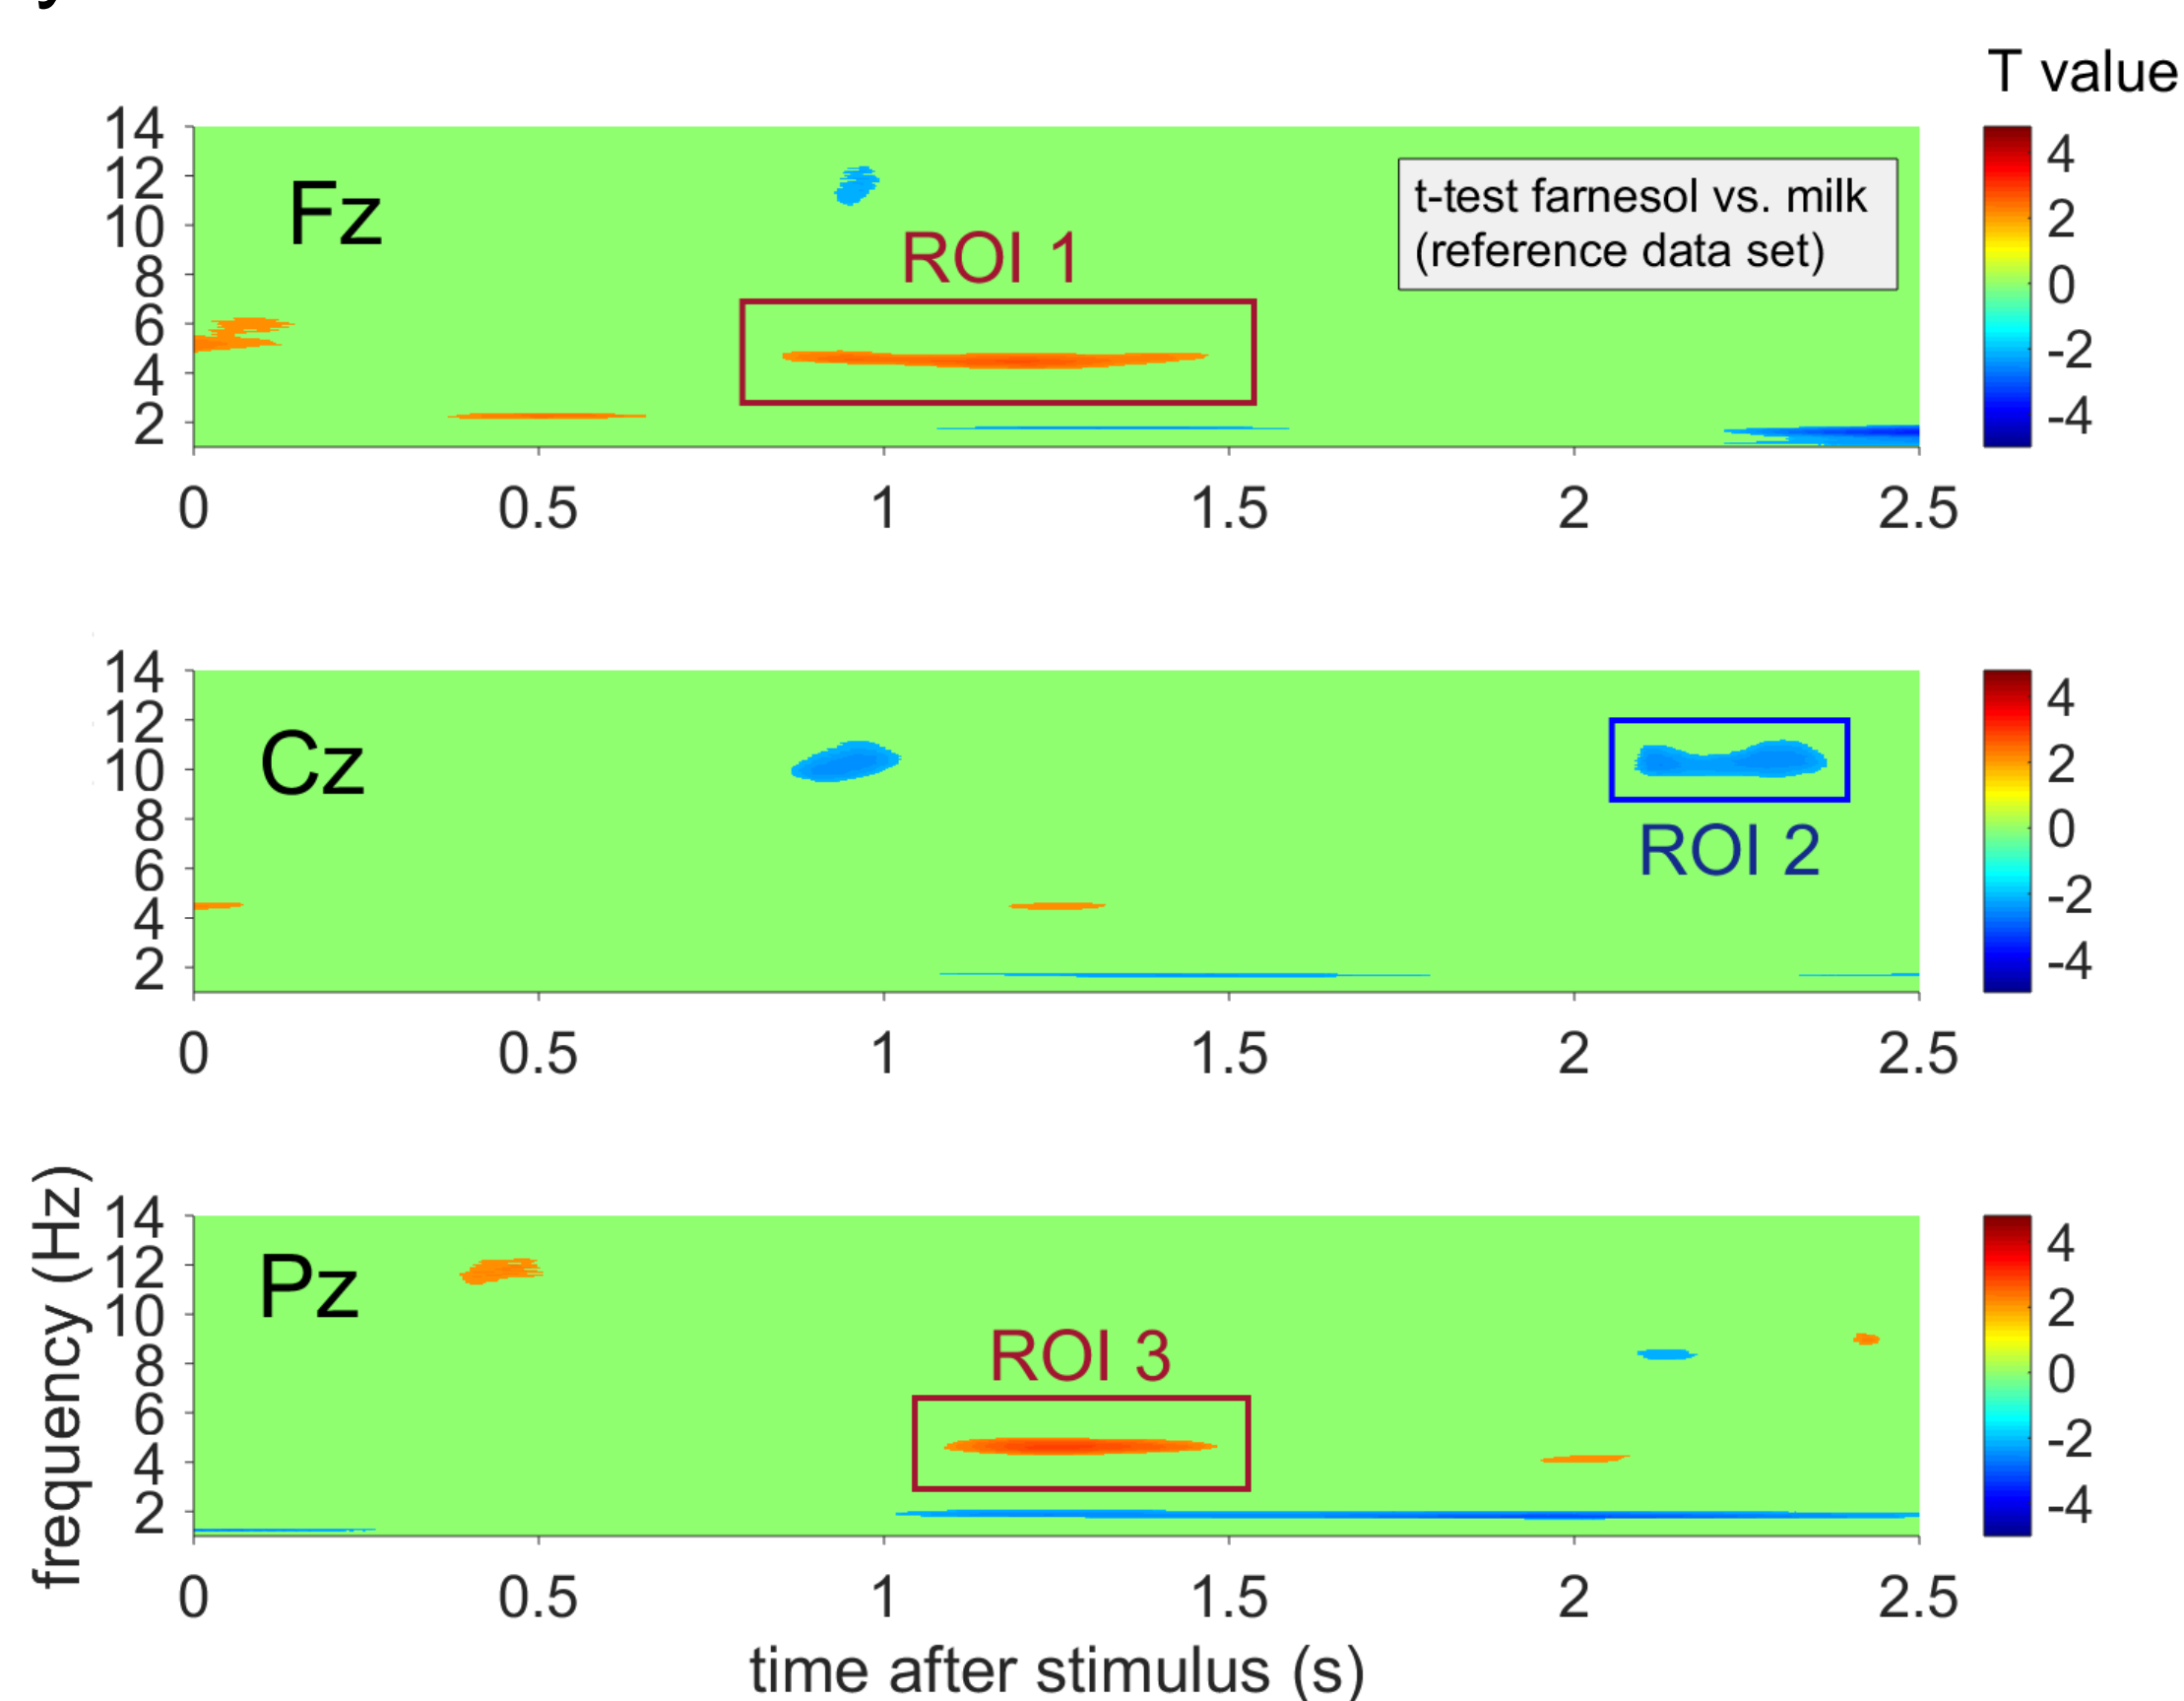 T value
14
12
10
8
6
4
2
Fz
ROI 1
t-test farnesol vs. milk
(reference data set)
4
2
0
-2
-4
0 0.5 1 1.5 2 2.5
14
12
10
8
6
4
2
Cz
ROI 2
4
2
0
-2
-4
0 0.5 1 1.5 2 2.5
frequency (Hz)
14
12
10
8
6
4
2
Pz
ROI 3
4
2
0
-2
-4
0 0.5 1 1.5 2 2.5
time after stimulus (s)